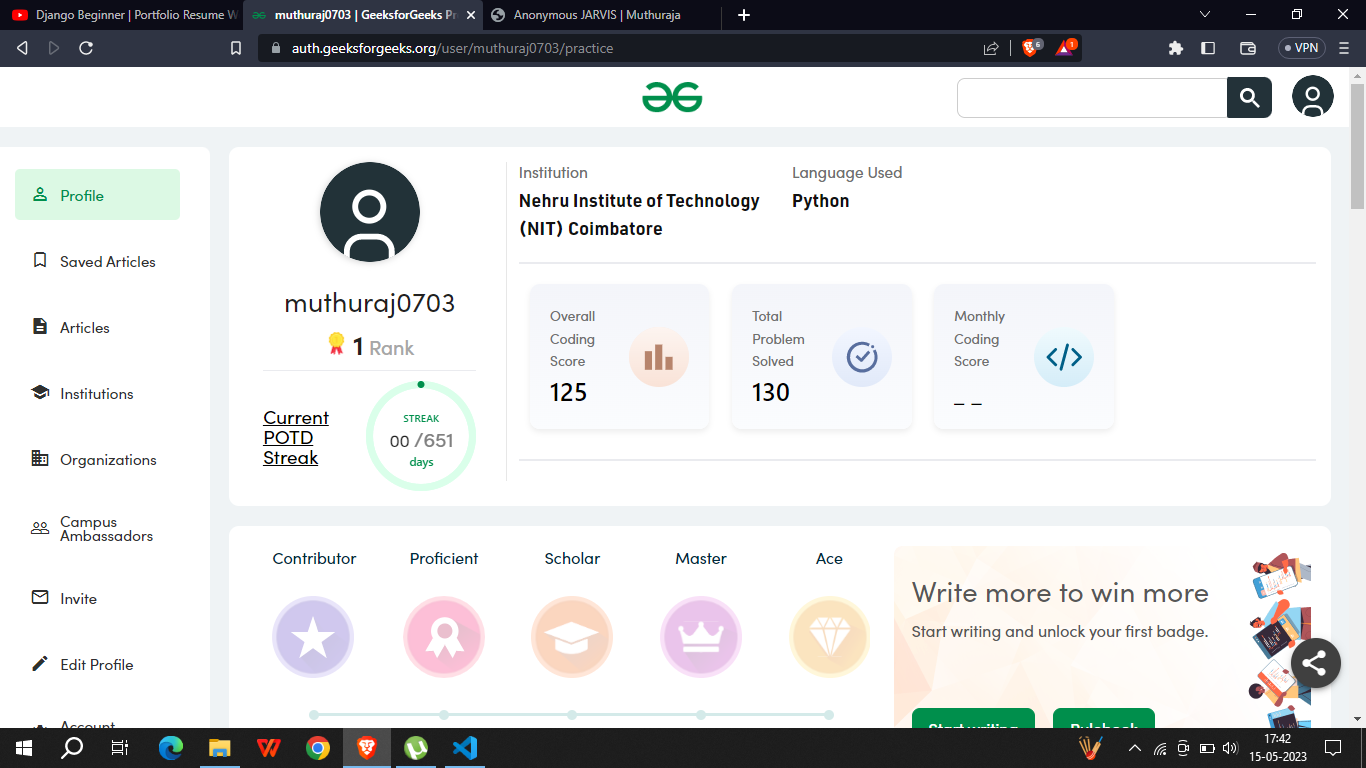 Django Beginner | Portfolio Resume W
muthuraj0703 | GeeksforGeeks Pr
Anonymous JARVIS | Muthuraja
auth.geeksforgeeks.org/user/muthuraj0703/practice
6
1
VPN
Profile
Saved Articles
Articles
Institutions
Organizations
Campus
Ambassadors
Invite
Edit Profile
Account
muthuraj0703
1 Rank
Current
POTD
Streak
STREAK
00 /651
days
Institution
Nehru Institute of Technology
(NIT) Coimbatore
Language Used
Python
Overall
Coding
Score
125
Total
Problem
Solved
130
Monthly
Coding
Score
_ _
Contributor
Proficient
Scholar
Master
Ace
Write more to win more
Start writing and unlock your first badge.
Start writing
Rulebook
17:42
15-05-2023